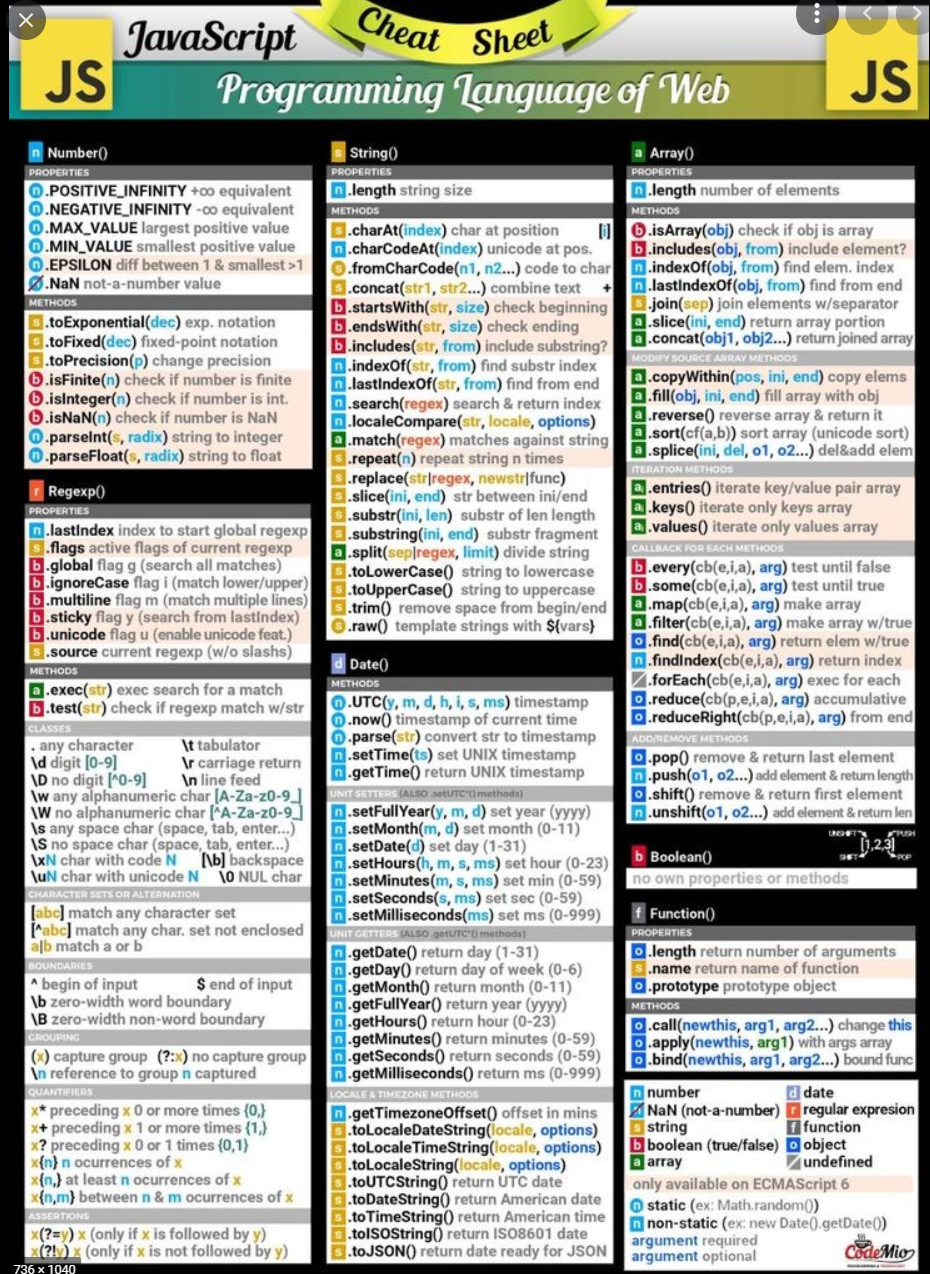 JavaScript
Cheat Sheet
JS
Programming Language of Web
JS
n Number()
PROPERTIES
n .POSITIVE_INFINITY +∞ equivalent
n .NEGATIVE_INFINITY -∞ equivalent
n .MAX_VALUE largest positive value
n .MIN_VALUE smallest positive value
n .EPSILON diff between 1 & smallest >1
n .NaN not-a-number value
METHODS
s .toExponential(dec) exp. notation
s .toFixed(dec) fixed-point notation
s .toPrecision(p) change precision
b .isFinite(n) check if number is finite
b .isInteger(n) check if number is int.
b .isNaN(n) check if number is NaN
n .parseInt(s, radix) string to integer
n .parseFloat(s, radix) string to float
r Regexp()
PROPERTIES
n .lastIndex index to start global regexp
s .flags active flags of current regexp
b .global flag g (search all matches)
b .ignoreCase flag i (match lower/upper)
b .multiline flag m (match multiple lines)
b .sticky flag y (search from lastIndex)
b .unicode flag u (enable unicode feat.)
s .source current regexp (w/o slashs)
METHODS
a .exec(str) exec search for a match
b .test(str) check if regexp match w/str
CLASSES
. any character \t tabulator
\d digit [0-9] \r carriage return
\D no digit [^0-9] \n line feed
\w any alphanumeric char [A-Za-z0-9_]
\W no alphanumeric char [^A-Za-z0-9_]
\s any space char (space, tab, enter...)
\S no space char (space, tab, enter...)
\xN char with code N [\b] backspace
\uN char with unicode N \0 NUL char
CHARACTER SETS OR ALTERNATION
[abc] match any character set
[^abc] match any char. set not enclosed
a|b match a or b
BOUNDARIES
^ begin of input $ end of input
\b zero-width word boundary
\B zero-width non-word boundary
GROUPING
(x) capture group (?:x) no capture group
\n reference to group n captured
QUANTIFIERS
x* preceding x 0 or more times {0,}
x+ preceding x 1 or more times {1,}
x? preceding x 0 or 1 times {0,1}
x{n} n ocurrences of x
x{n,} at least n ocurrences of x
x{n,m} between n & m ocurrences of x
ASSERTIONS
x(?=y) x (only if x is followed by y)
x(?!y) x (only if x is not followed by y)
s String()
PROPERTIES
n .length string size
METHODS
s .charAt(index) char at position [i]
n .charCodeAt(index) unicode at pos.
s .fromCharCode(n1, n2...) code to char
s .concat(str1, str2...) combine text +
b .startsWith(str, size) check beginning
b .endsWith(str, size) check ending
b .includes(str, from) include substring?
n .indexOf(str, from) find substr index
n .lastIndexOf(str, from) find from end
n .search(regex) search & return index
n .localeCompare(str, locale, options)
a .match(regex) matches against string
s .repeat(n) repeat string n times
s .replace(str|regex, newstr|func)
s .slice(ini, end) str between ini/end
s .substr(ini, len) substr of len length
s .substring(ini, end) substr fragment
a .split(sep|regex, limit) divide string
s .toLowerCase() string to lowercase
s .toUpperCase() string to uppercase
s .trim() remove space from begin/end
s .raw() template strings with ${vars}
d Date()
METHODS
n .UTC(y, m, d, h, i, s, ms) timestamp
n .now() timestamp of current time
n .parse(str) convert str to timestamp
n .setTime(ts) set UNIX timestamp
n .getTime() return UNIX timestamp
UNIT SETTERS (ALSO .setUTC*() methods)
n .setFullYear(y, m, d) set year (yyyy)
n .setMonth(m, d) set month (0-11)
n .setDate(d) set day (1-31)
n .setHours(h, m, s, ms) set hour (0-23)
n .setMinutes(m, s, ms) set min (0-59)
n .setSeconds(s, ms) set sec (0-59)
n .setMilliseconds(ms) set ms (0-999)
UNIT GETTERS (ALSO .getUTC*() methods)
n .getDate() return day (1-31)
n .getDay() return day of week (0-6)
n .getMonth() return month (0-11)
n .getFullYear() return year (yyyy)
n .getHours() return hour (0-23)
n .getMinutes() return minutes (0-59)
n .getSeconds() return seconds (0-59)
n .getMilliseconds() return ms (0-999)
LOCALE & TIMEZONE METHODS
n .getTimezoneOffset() offset in mins
s .toLocaleDateString(locale, options)
s .toLocaleTimeString(locale, options)
s .toLocaleString(locale, options)
s .toUTCString() return UTC date
s .toDateString() return American date
s .toTimeString() return American time
s .toISOString() return ISO8601 date
s .toJSON() return date ready for JSON
a Array()
PROPERTIES
n .length number of elements
METHODS
b .isArray(obj) check if obj is array
b .includes(obj, from) include element?
n .indexOf(obj, from) find elem. index
n .lastIndexOf(obj, from) find from end
s .join(sep) join elements w/separator
a .slice(ini, end) return array portion
a .concat(obj1, obj2...) return joined array
MODIFY SOURCE ARRAY METHODS
a .copyWithin(pos, ini, end) copy elems
a .fill(obj, ini, end) fill array with obj
a .reverse() reverse array & return it
a .sort(cf(a,b)) sort array (unicode sort)
a .splice(ini, del, o1, o2...) del&add elem
ITERATION METHODS
ai .entries() iterate key/value pair array
ai .keys() iterate only keys array
ai .values() iterate only values array
CALLBACK FOR EACH METHODS
b .every(cb(e,i,a), arg) test until false
b .some(cb(e,i,a), arg) test until true
a .map(cb(e,i,a), arg) make array
a .filter(cb(e,i,a), arg) make array w/true
o .find(cb(e,i,a), arg) return elem w/true
n .findIndex(cb(e,i,a), arg) return index
.forEach(cb(e,i,a), arg) exec for each
o .reduce(cb(p,e,i,a), arg) accumulative
o .reduceRight(cb(p,e,i,a), arg) from end
ADD/REMOVE METHODS
o .pop() remove & return last element
n .push(o1, o2...) add element & return length
o .shift() remove & return first element
n .unshift(o1, o2...) add element & return len
UNSHIFT PUSH
[1,2,3]
SHIFT POP
b Boolean()
no own properties or methods
f Function()
PROPERTIES
o .length return number of arguments
s .name return name of function
o .prototype prototype object
METHODS
o .call(newthis, arg1, arg2...) change this
o .apply(newthis, arg1) with args array
o .bind(newthis, arg1, arg2...) bound func
n number d date
n NaN (not-a-number) r regular expresion
s string f function
b boolean (true/false) o object
a array undefined
only available on ECMAScript 6
n static (ex: Math.random())
n non-static (ex: new Date().getDate())
argument required
argument optional
CodeMio
736 × 1040